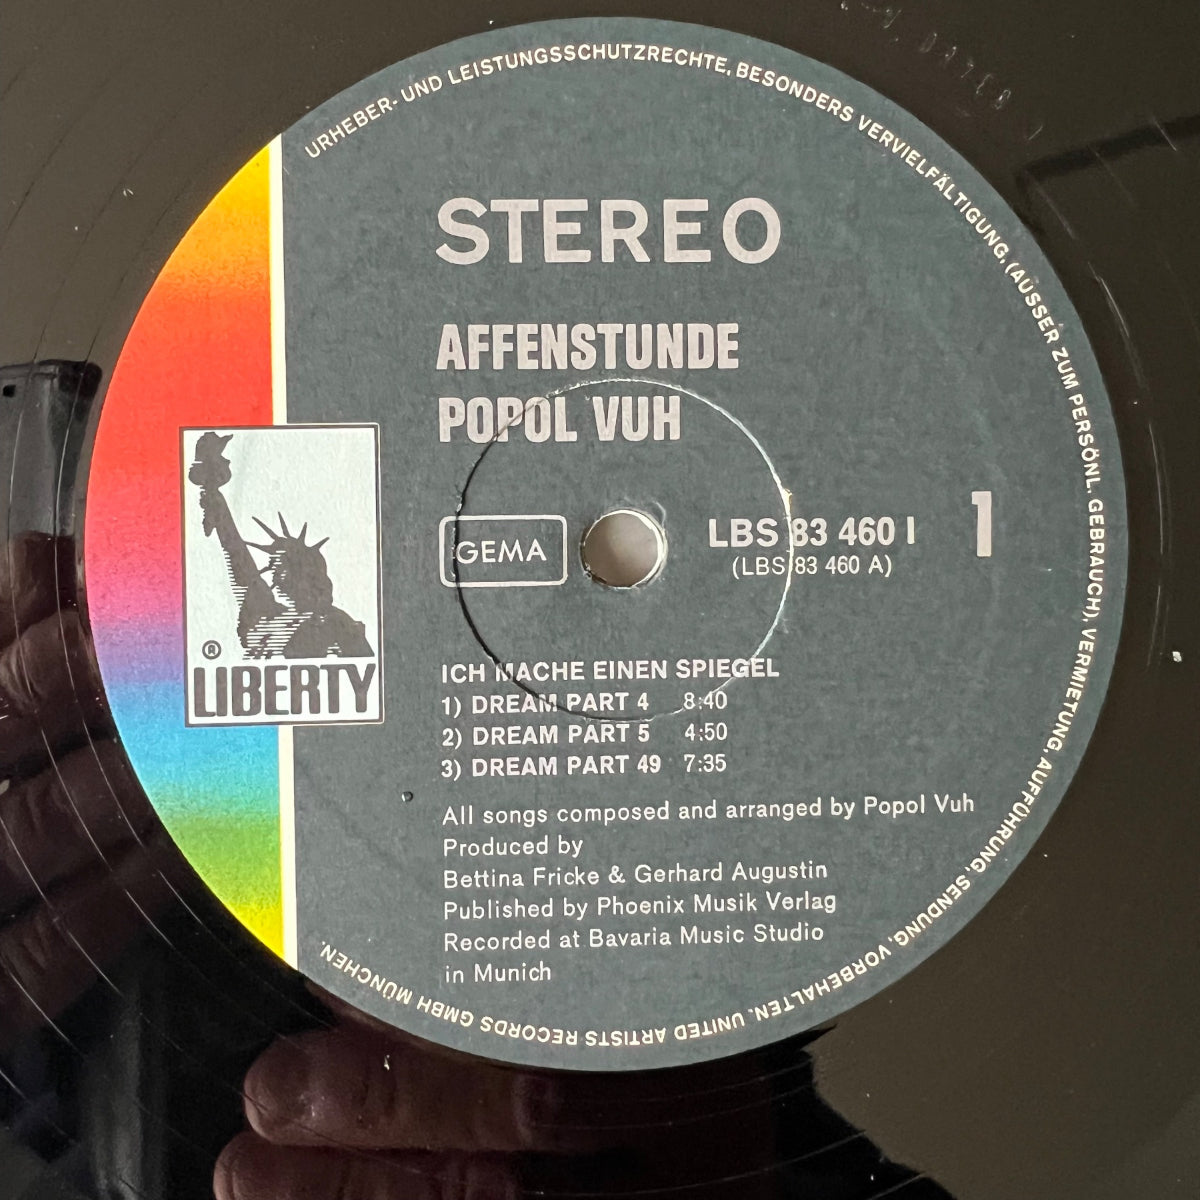 URHEBER- UND LEISTUNGSSCHUTZRECHTE, BESONDERS VERVIELFÄLTIGUNG, (AUSSER ZUM PERSÖNL. GEBRAUCH), VERMIETUNG, AUFFÜHRUNG, SENDUNG, VORBEHALTEN. UNITED ARTISTS RECORDS GMBH MÜNCHEN.
STEREO
AFFENSTUNDE
POPOL VUH
GEMA
LBS 83 460 I
1
(LBS 83 460 A)
®
LIBERTY
ICH MACHE EINEN SPIEGEL
1) DREAM PART 4 8:40
2) DREAM PART 5 4:50
3) DREAM PART 49 7:35
All songs composed and arranged by Popol Vuh
Produced by
Bettina Fricke & Gerhard Augustin
Published by Phoenix Musik Verlag
Recorded at Bavaria Music Studio
in Munich